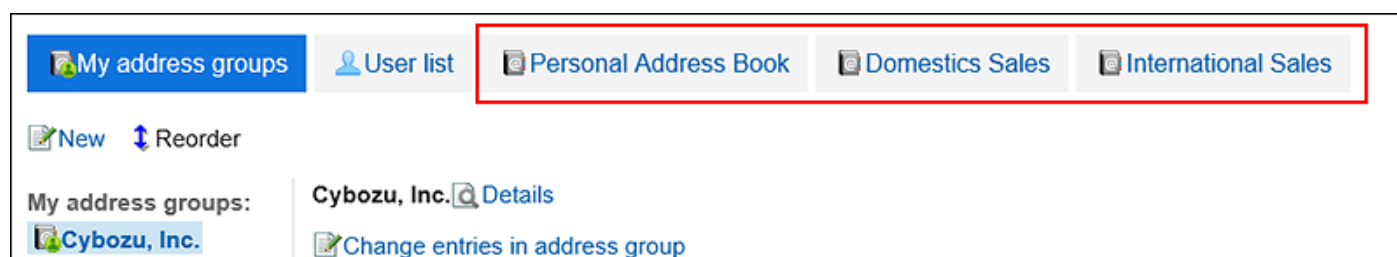 My address groups User list Personal Address Book Domestics Sales International Sales
New Reorder
My address groups:
Cybozu, Inc.
Cybozu, Inc. Details
Change entries in address group